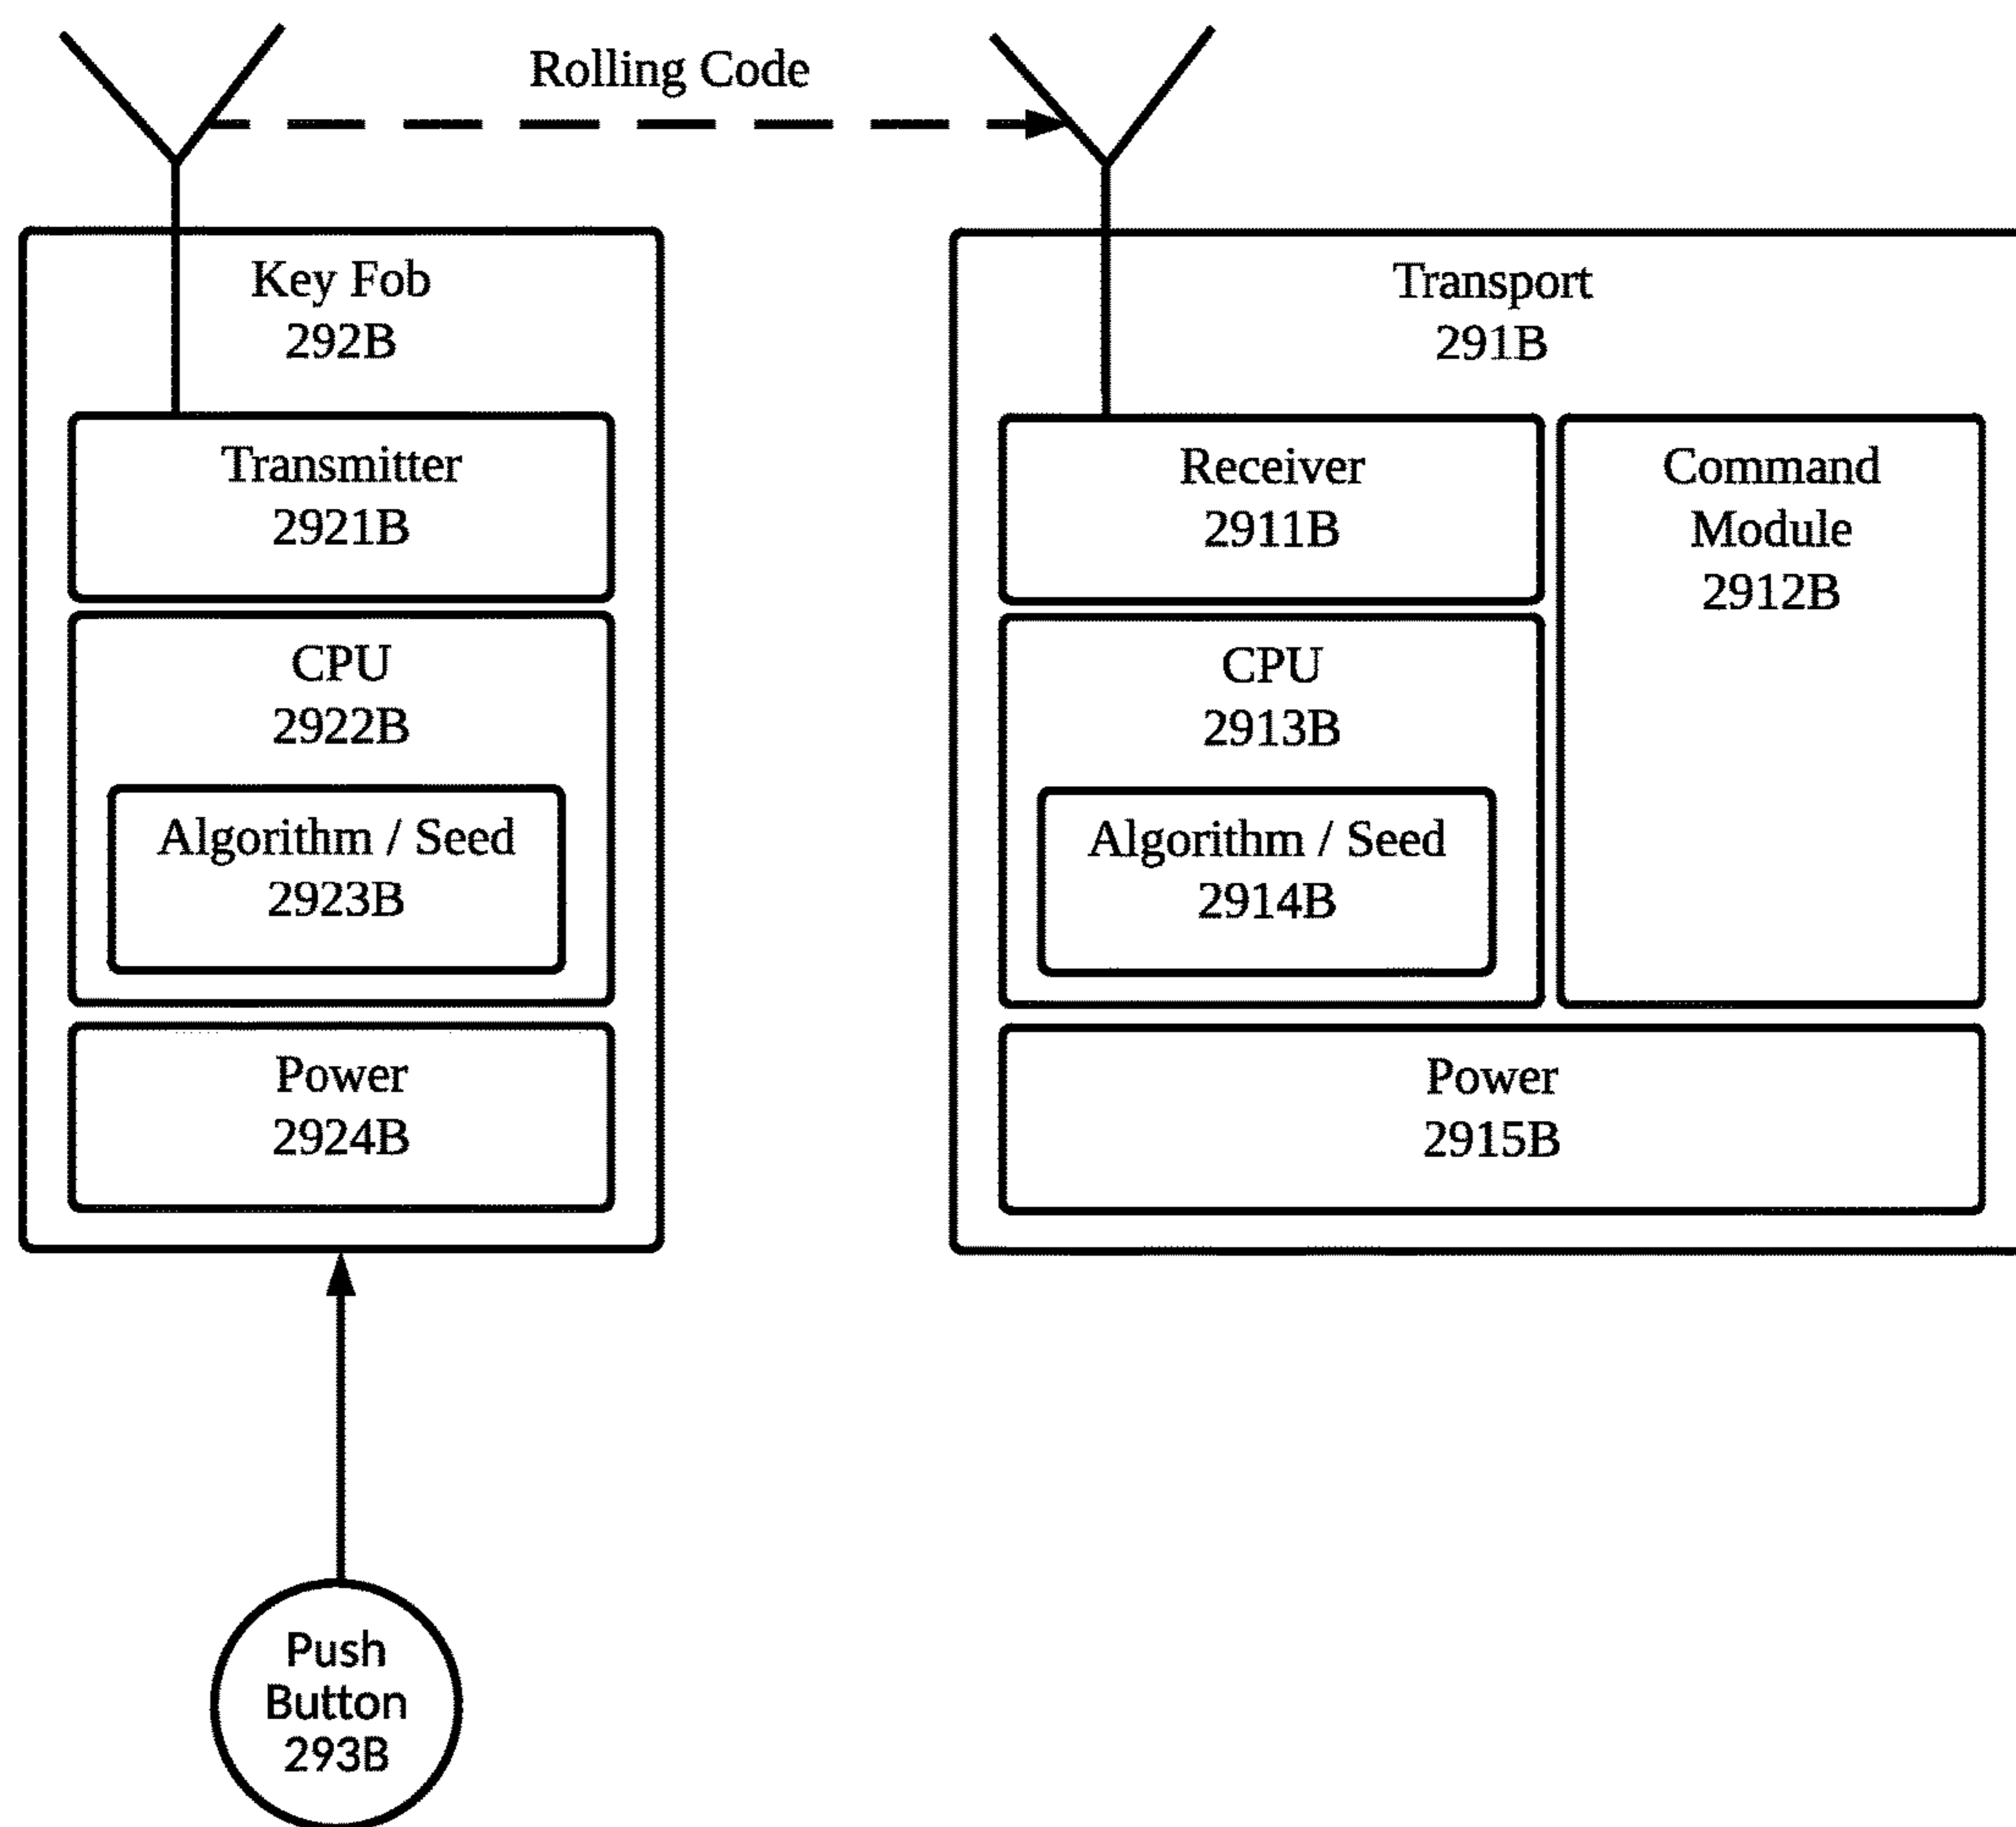 Rolling Code
Key Fob
292B
Transmitter
2921B
CPU
2922B
Algorithm / Seed
2923B
Power
2924B
Transport
291B
Receiver
2911B
Command
Module
2912B
CPU
2913B
Algorithm / Seed
2914B
Power
2915B
Push
Button
293B